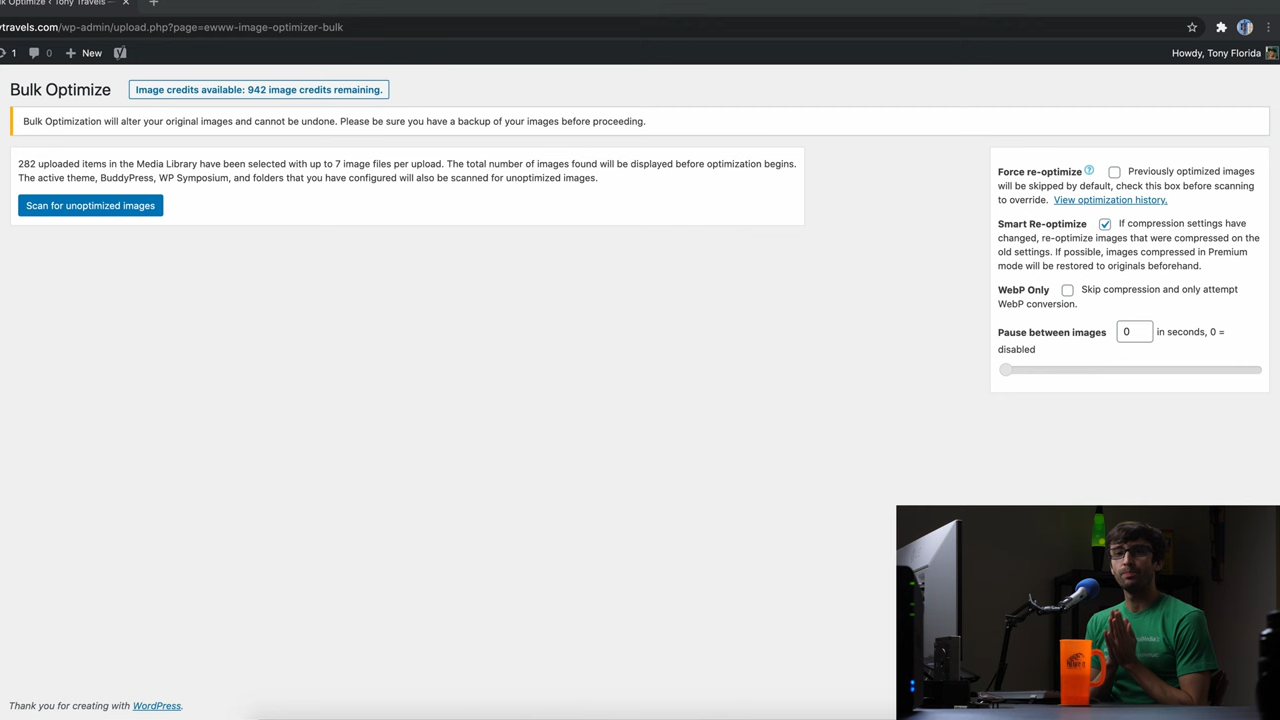 ulk Optimize < Tony Travels –
ytravels.com/wp-admin/upload.php?page=ewww-image-optimizer-bulk
1
0
New
Howdy, Tony Florida
Bulk Optimize
Image credits available: 942 image credits remaining.
Bulk Optimization will alter your original images and cannot be undone. Please be sure you have a backup of your images before proceeding.
282 uploaded items in the Media Library have been selected with up to 7 image files per upload. The total number of images found will be displayed before optimization begins.
The active theme, BuddyPress, WP Symposium, and folders that you have configured will also be scanned for unoptimized images.
Scan for unoptimized images
Force re-optimize Previously optimized images
will be skipped by default, check this box before scanning
to override. View optimization history.
Smart Re-optimize If compression settings have
changed, re-optimize images that were compressed on the
old settings. If possible, images compressed in Premium
mode will be restored to originals beforehand.
WebP Only Skip compression and only attempt
WebP conversion.
Pause between images 0 in seconds, 0 =
disabled
Thank you for creating with WordPress.